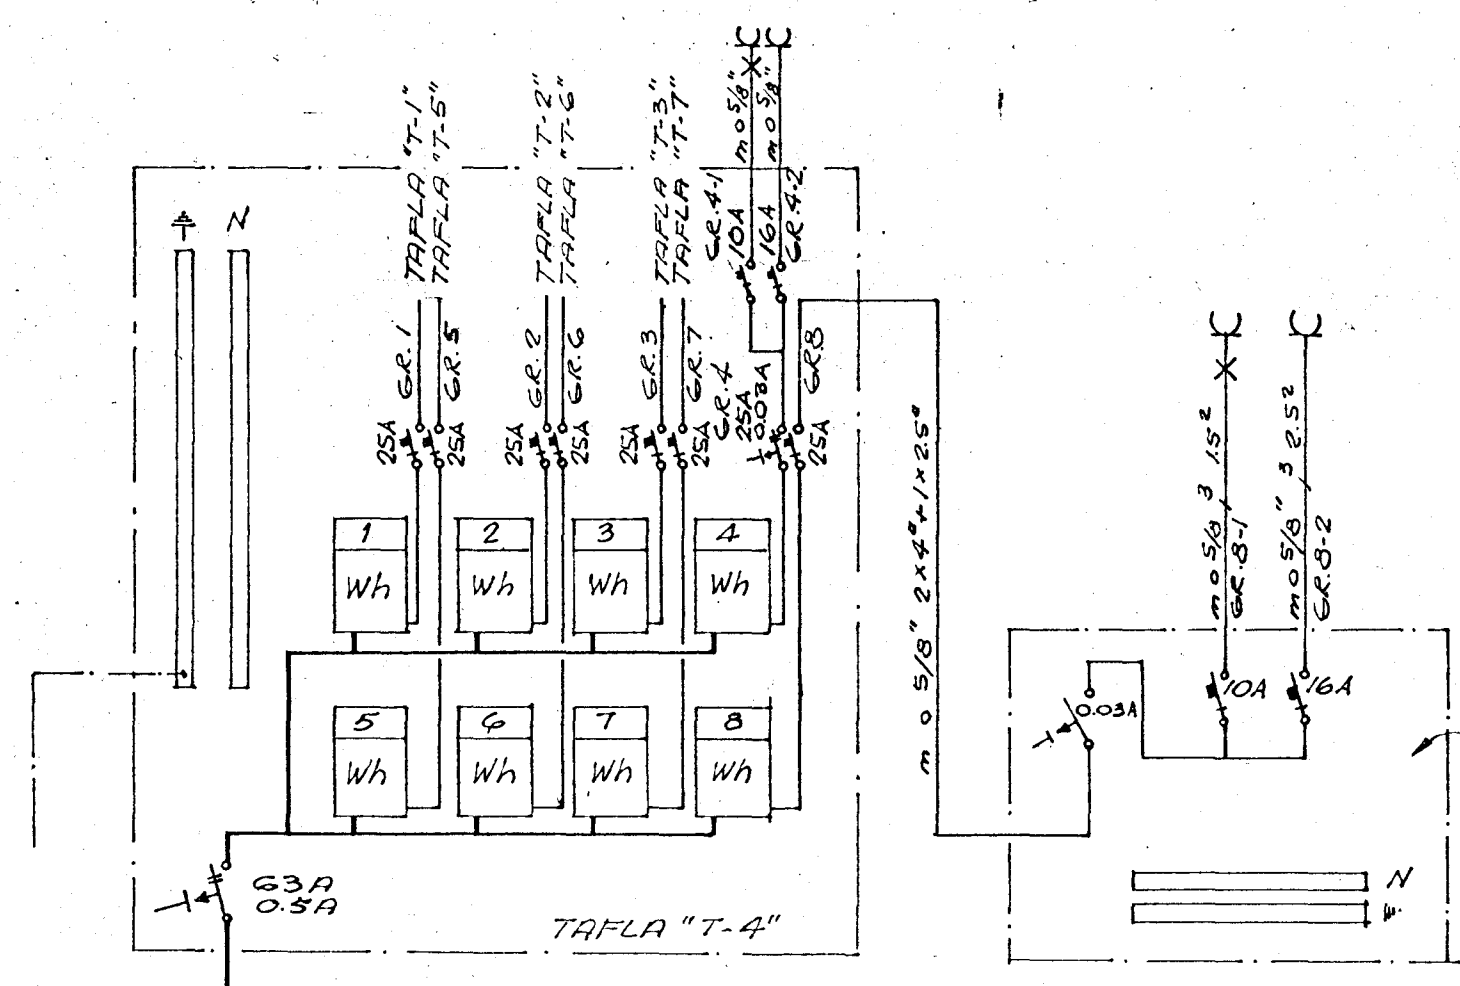 TAFLA "T-1"
TAFLA "T-5"
TAFLA "T-2"
TAFLA "T-6"
TAFLA "T-3"
TAFLA "T-7"
m o 5/8"
m o 5/8"
GR.4-1
10A
16A
GR.4-2
N
GR.1
GR.5
GR.2
GR.6
GR.3
GR.7
GR.4
25A
0.03A
GR.8
25A
25A
25A
25A
25A
25A
25A
1
Wh
2
Wh
3
Wh
4
Wh
5
Wh
6
Wh
7
Wh
8
Wh
63A
0.5A
TAFLA "T-4"
m o 5/8" 2x4□+1x2.5□
m o 5/8", 3 1.5²
GR.8-1
m o 5/8", 3 2.5²
GR.8-2
0.03A
10A
16A
N